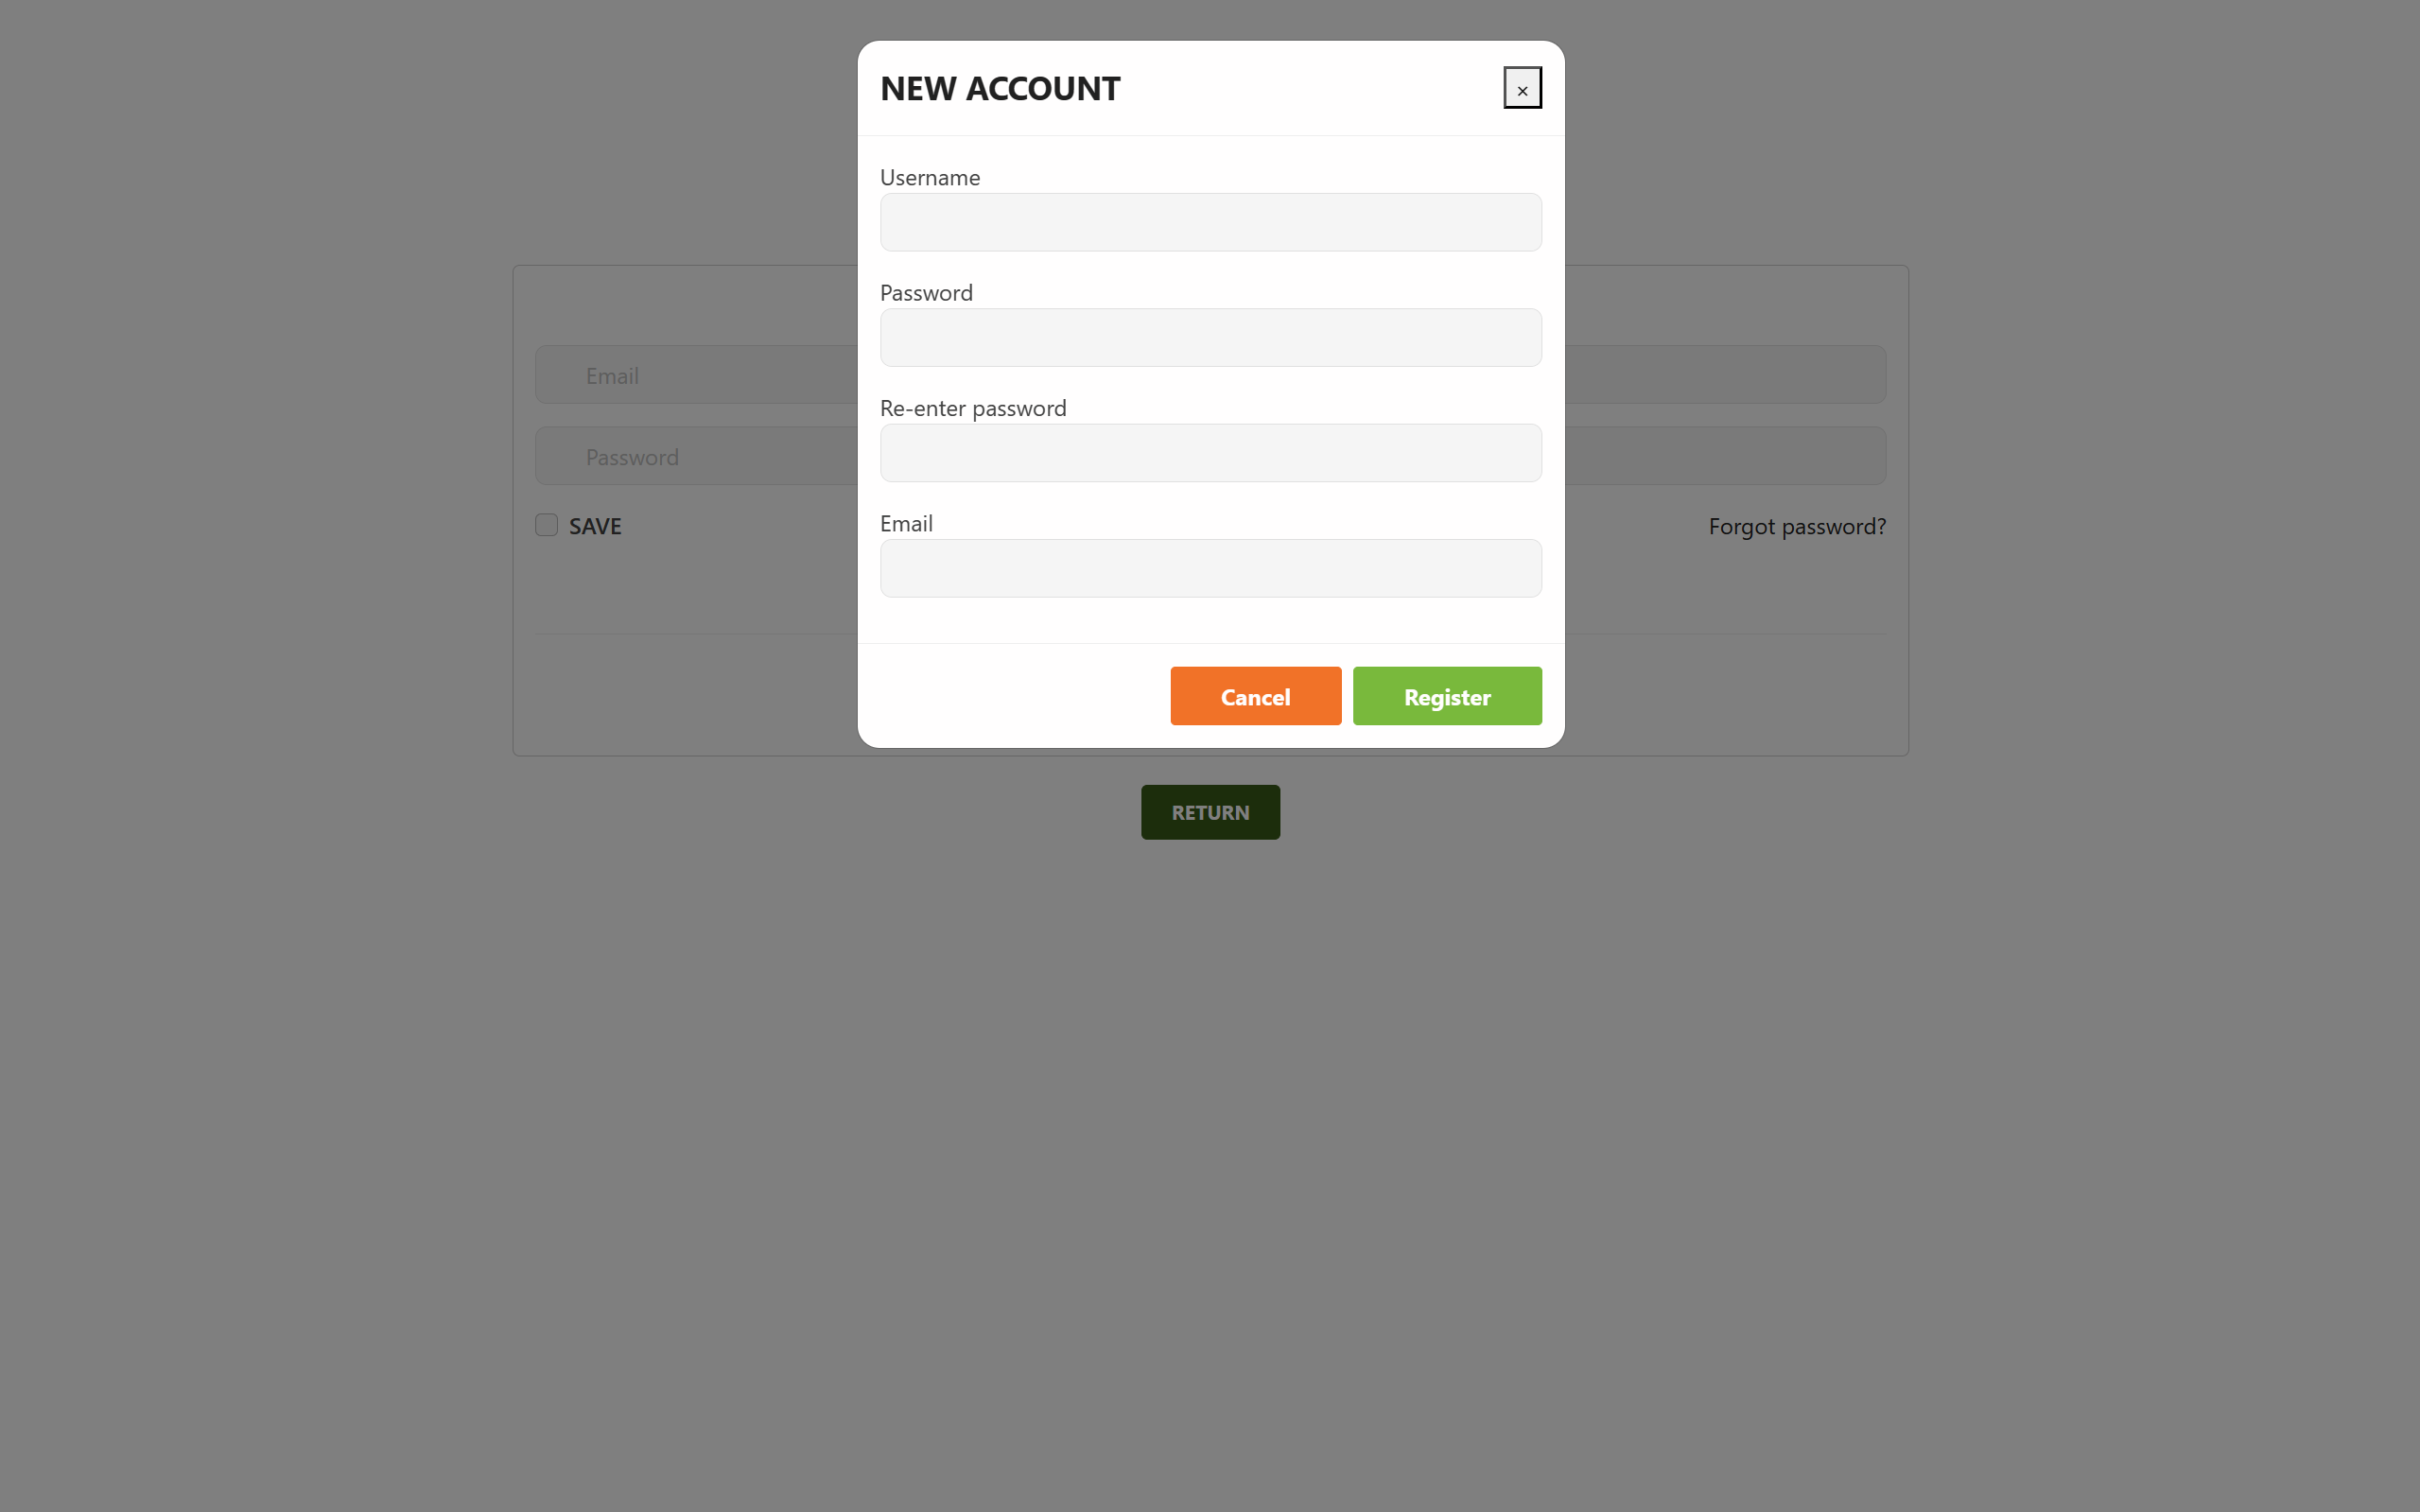 NEW ACCOUNT
×
Username
Password
Re-enter password
Email
Cancel
Register
Email
Password
SAVE
Forgot password?
RETURN